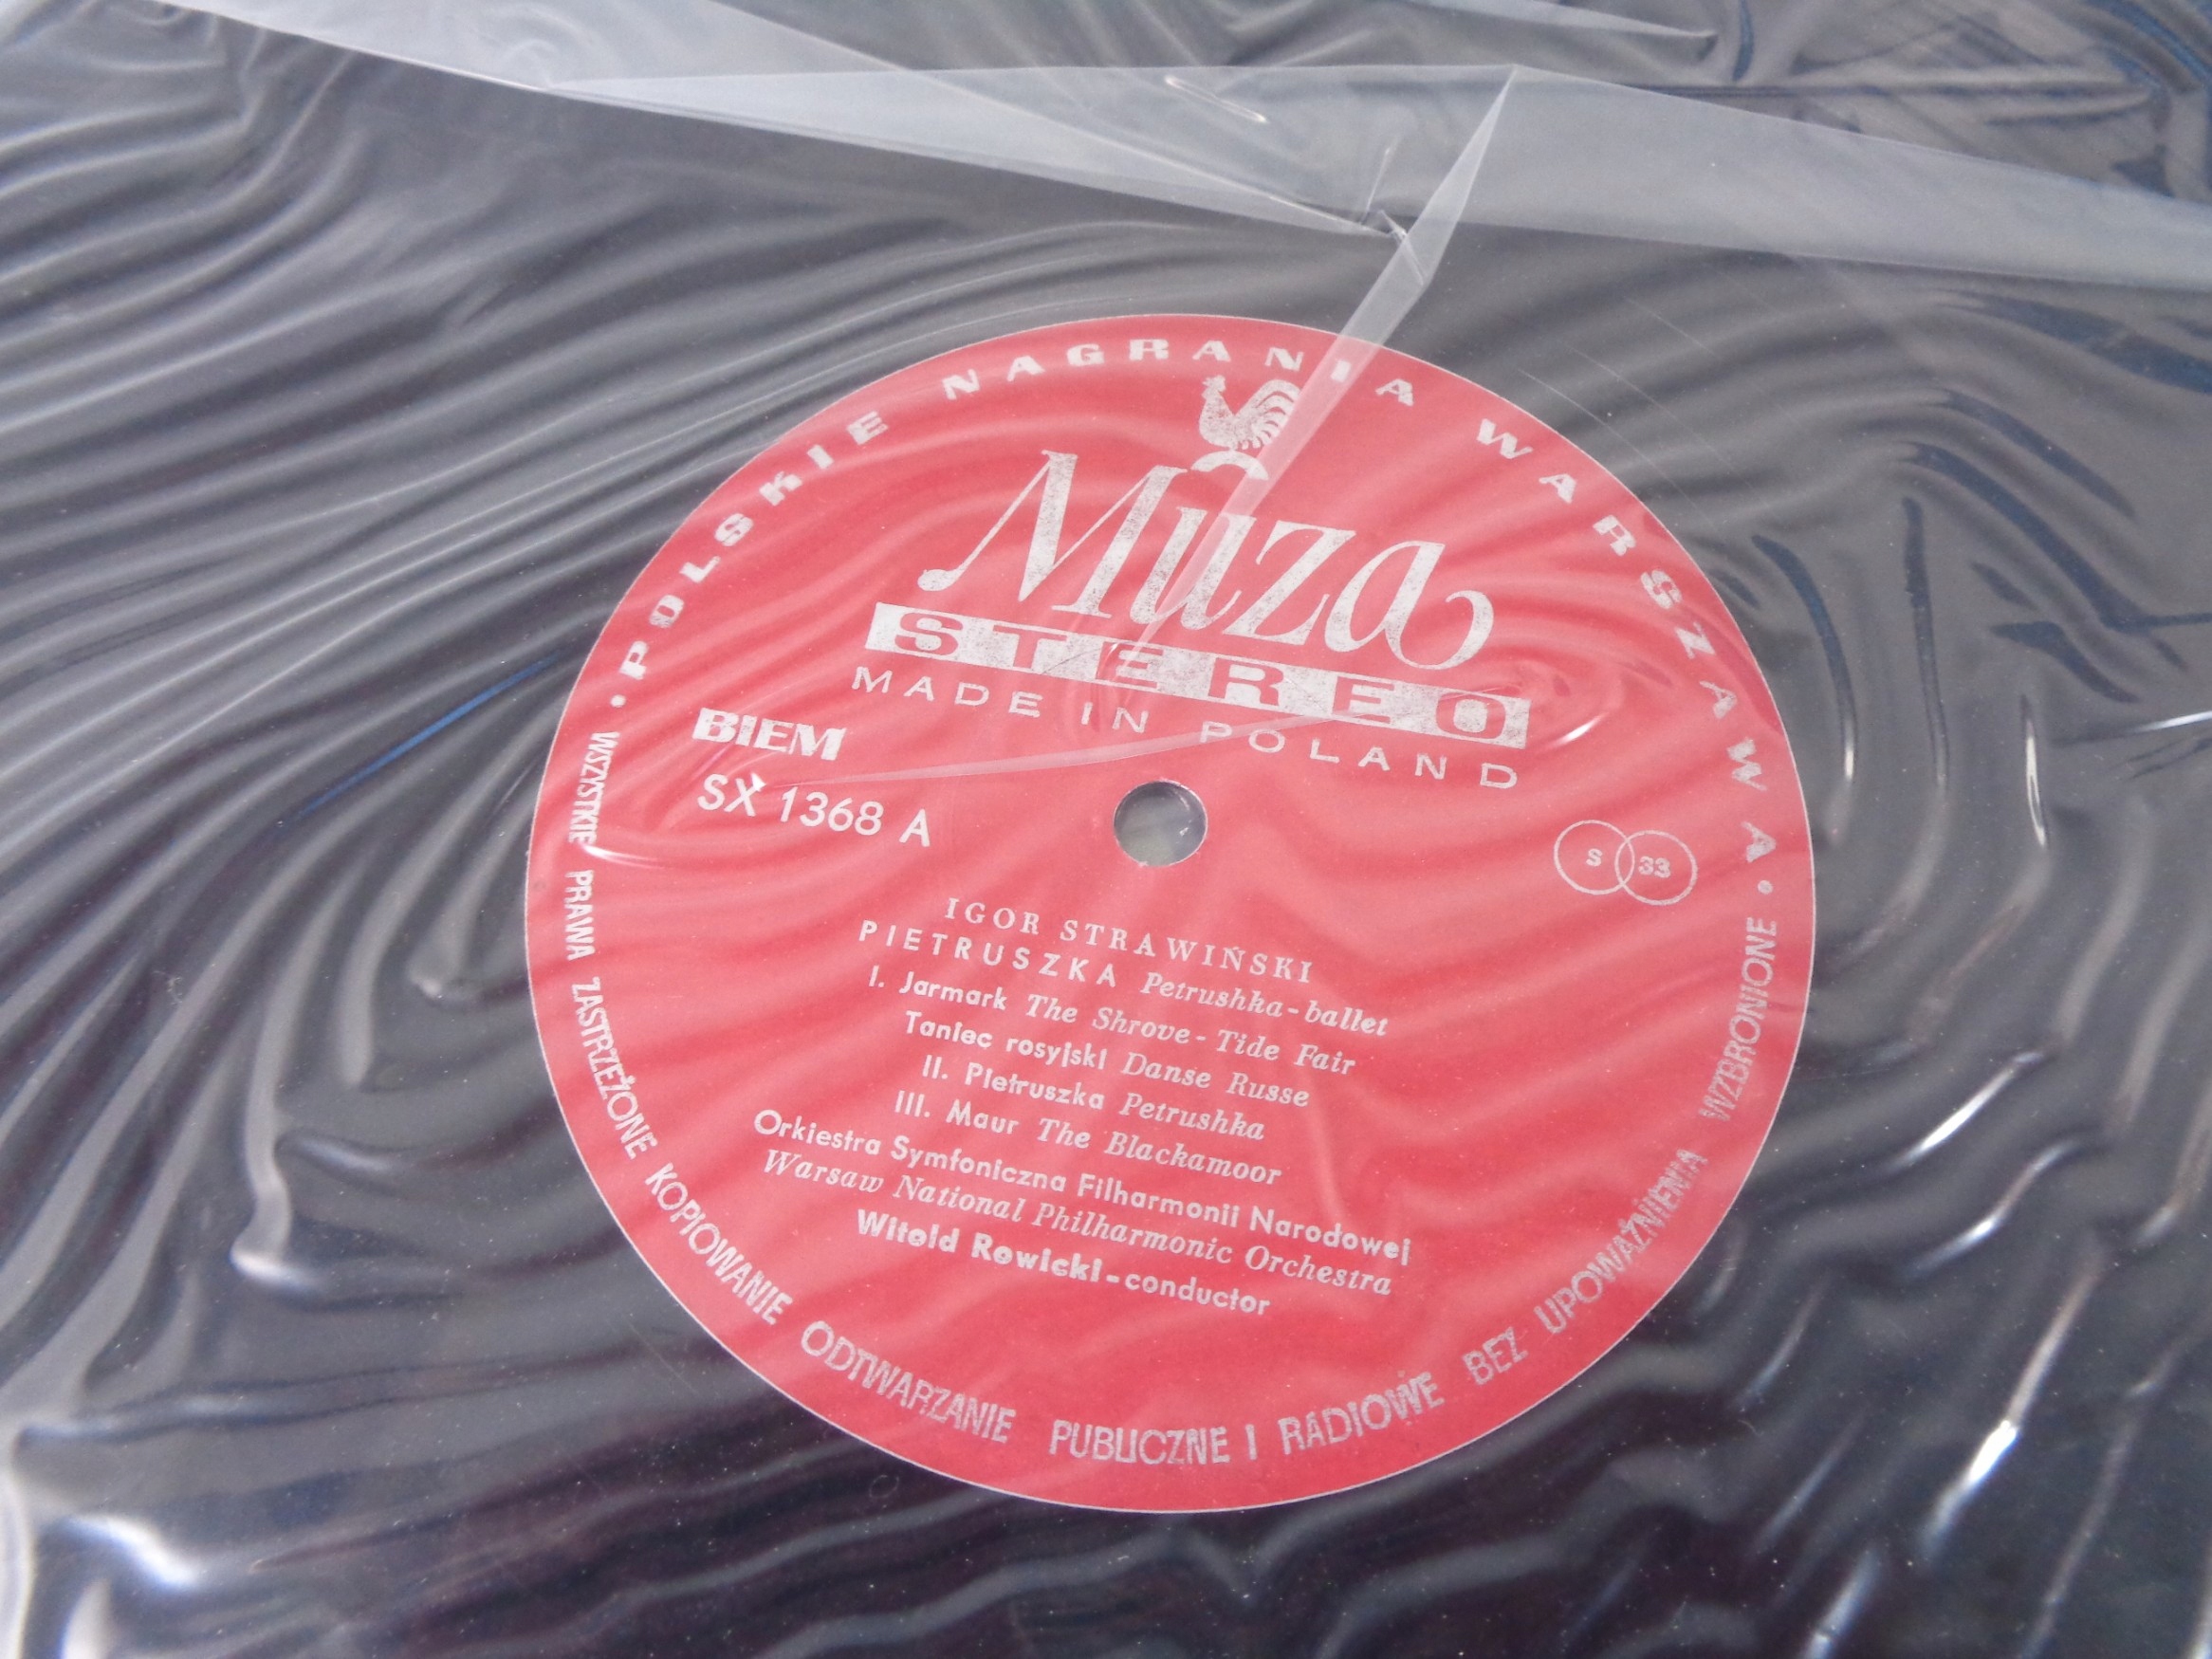 • POLSKIE NAGRANIA WARSZAWA •
Muza
STEREO
MADE IN POLAND
BIEM
SX 1368 A
S 33
IGOR STRAWIŃSKI
PIETRUSZKA Petrushka-ballet
I. Jarmark The Shrove-Tide Fair
Taniec rosyjski Danse Russe
II. Pietruszka Petrushka
III. Maur The Blackamoor
Orkiestra Symfoniczna Filharmonii Narodowej
Warsaw National Philharmonic Orchestra
Witold Rowicki-conductor
WSZYSTKIE PRAWA ZASTRZEŻONE KOPIOWANIE ODTWARZANIE PUBLICZNE I RADIOWE BEZ UPOWAŻNIENIA WZBRONIONE